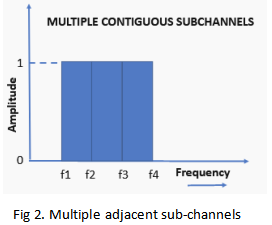 MULTIPLE CONTIGUOUS SUBCHANNELS
1
Amplitude
0
f1 f2 f3 f4 Frequency
Fig 2. Multiple adjacent sub-channels